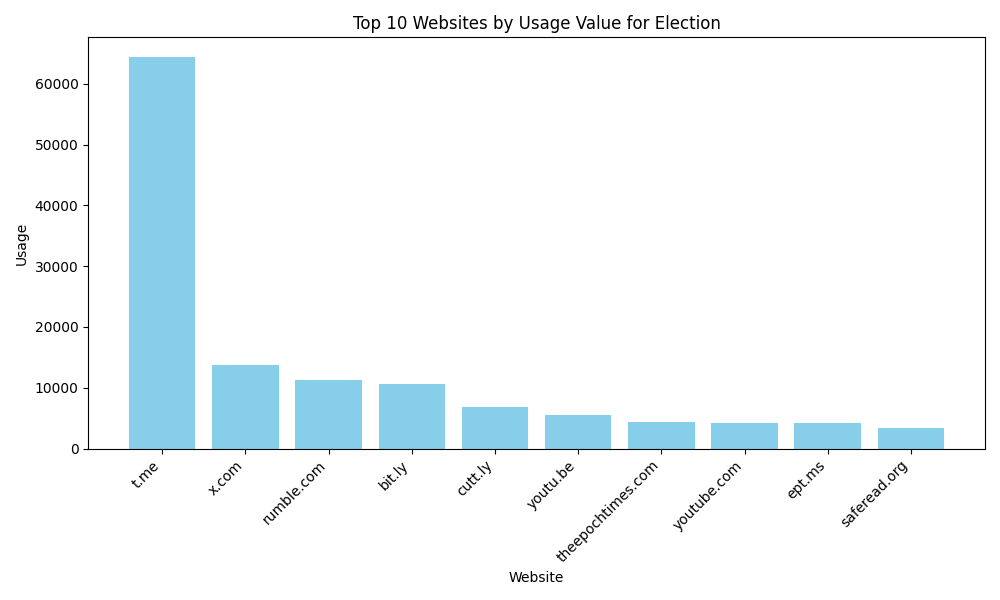 Top 10 Websites by Usage Value for Election
Usage
60000
50000
40000
30000
20000
10000
0
t.me
x.com
rumble.com
bit.ly
cutt.ly
youtu.be
theepochtimes.com
youtube.com
ept.ms
saferead.org
Website